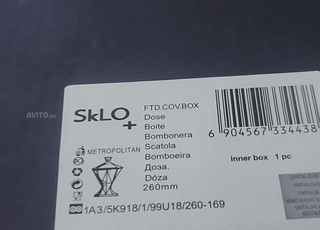 AVITO.ru
SkLO+
FTD.COV.BOX
Dose
Boite
Bombonera
Scatola
Bomboeira
Доза.
Dóza
260mm
METROPOLITAN
6 904567 334438
inner box 1 pc
1A3/5K918/1/99U18/260-169